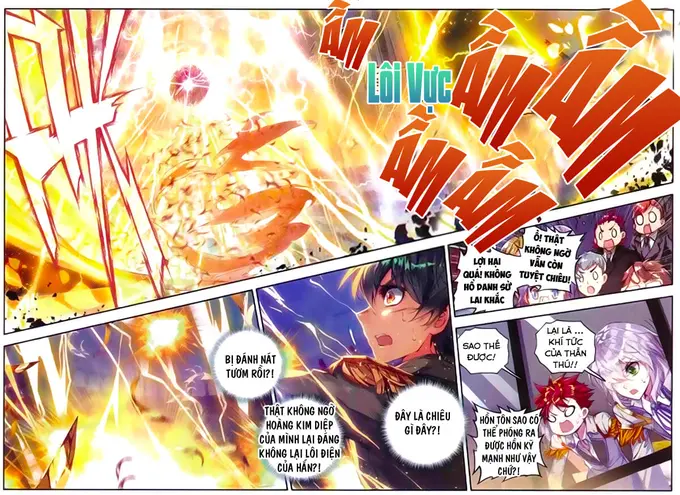 ẦM
Lôi Vực
ẦM
ẦM
ẦM
ẦM
LỢI HẠI
QUÁ! KHÔNG
HỔ DANH SỬ
LAI KHẮC
Ồ! THẬT
KHÔNG NGỜ
VẪN CÒN
TUYỆT CHIÊU!
BỊ ĐÁNH NÁT
TƯƠM RỒI?!
THẬT KHÔNG NGỜ
HOÀNG KIM DIỆP
CỦA MÌNH LẠI ĐÁNG
KHÔNG LẠI LÔI ĐIỆN
CỦA HẮN?!
ĐÂY LÀ CHIÊU
GÌ ĐÂY?!
SAO THẾ
ĐƯỢC!
LẠI LÀ ...
KHÍ TỨC
CỦA THẦN
THÚ!
HỒN TÔN SAO CÓ
THỂ PHÓNG RA
ĐƯỢC HỒN KỸ
MẠNH NHƯ VẬY
CHỨ?!